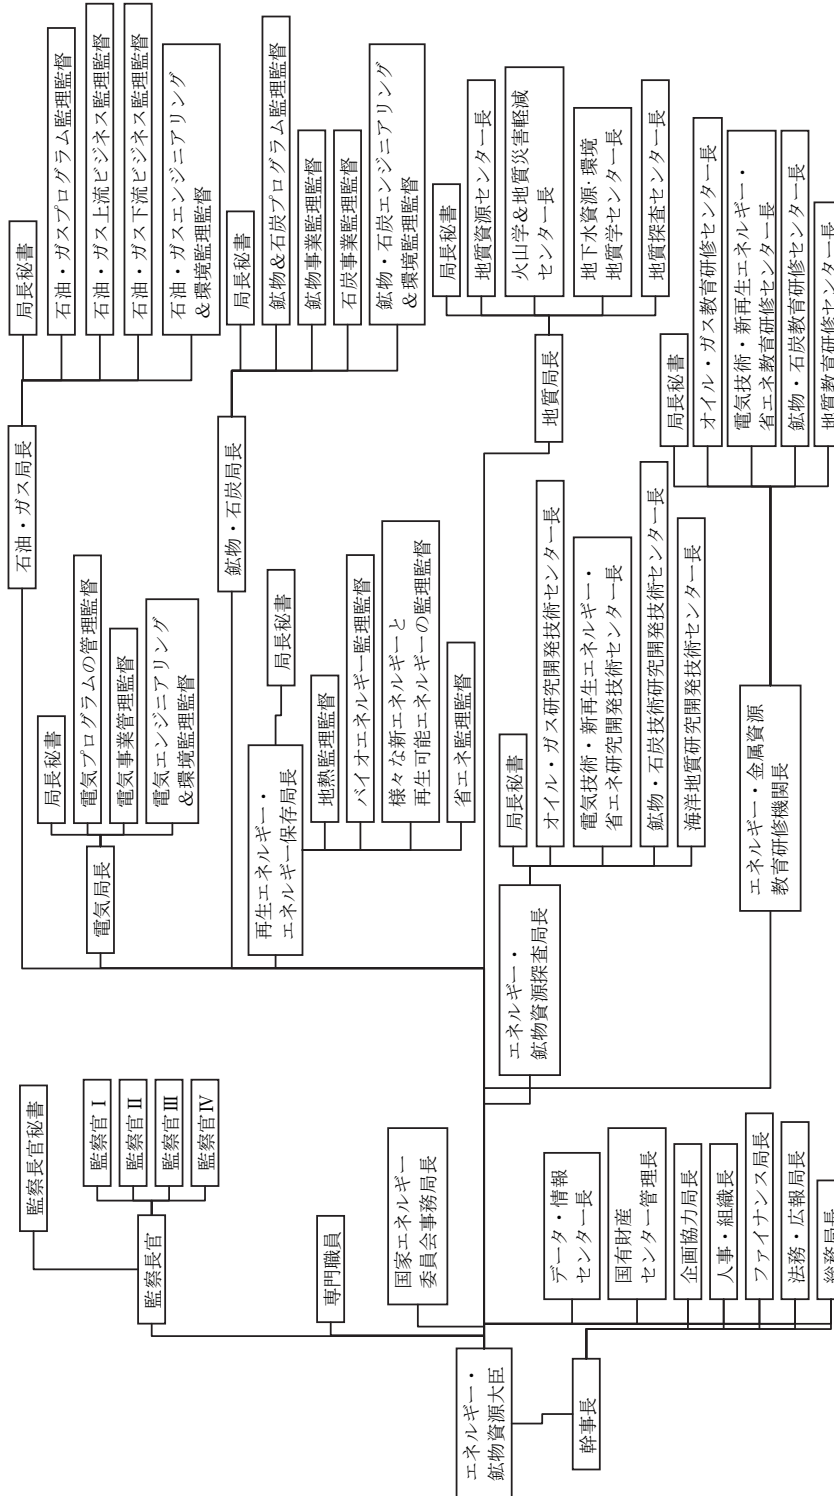 エネルギー・
鉱物資源大臣
幹事長
監察長官
監察長官秘書
監察官Ⅰ
監察官Ⅱ
監察官Ⅲ
監察官Ⅳ
専門職員
国家エネルギー
委員会事務局長
データ・情報
センター長
国有財産
センター管理長
企画協力局長
人事・組織長
ファイナンス局長
法務・広報局長
総務局長
石油・ガス局長
局長秘書
石油・ガスプログラム監理監督
石油・ガス上流ビジネス監理監督
石油・ガス下流ビジネス監理監督
石油・ガスエンジニアリング
&環境監理監督
電気局長
局長秘書
電気プログラムの管理監督
電気事業管理監督
電気エンジニアリング
&環境監理監督
鉱物・石炭局長
局長秘書
鉱物&石炭プログラム監理監督
鉱物事業監理監督
石炭事業監理監督
鉱物・石炭エンジニアリング
&環境監理監督
再生エネルギー・
エネルギー保存局長
局長秘書
地熱監理監督
バイオエネルギー監理監督
様々な新エネルギーと
再生可能エネルギーの監理監督
省エネ監理監督
地質局長
局長秘書
地質資源センター長
火山学&地質災害軽減
センター長
地下水資源・環境
地質学センター長
地質探査センター長
エネルギー・
鉱物資源探査局長
局長秘書
オイル・ガス研究開発技術センター長
電気技術・新再生エネルギー・
省エネ研究開発技術センター長
鉱物・石炭技術研究開発技術センター長
海洋地質研究開発技術センター長
エネルギー・金属資源
教育研修機関長
局長秘書
オイル・ガス教育研修センター長
電気技術・新再生エネルギー・
省エネ教育研修センター長
鉱物・石炭教育研修センター長
地質教育研修センター長